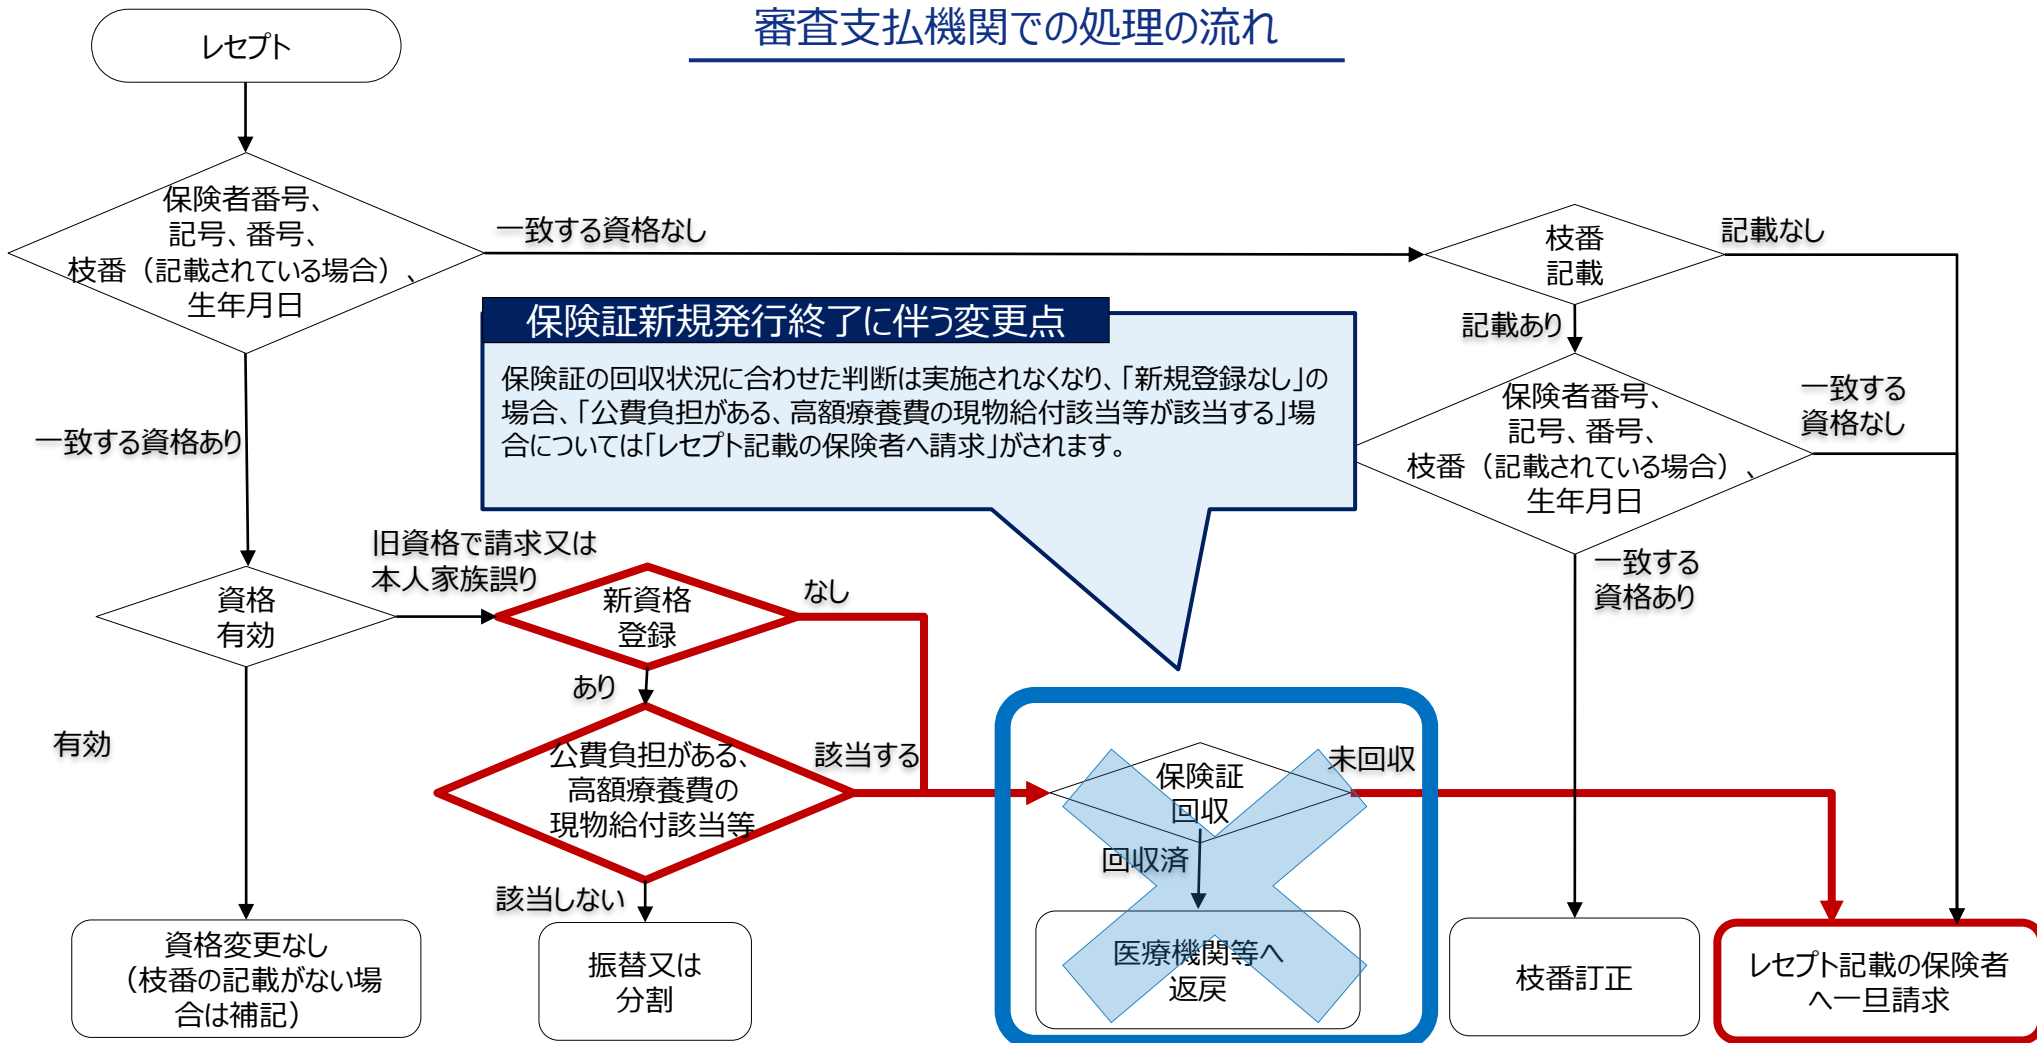 審査支払機関での処理の流れ
レセプト
保険者番号、
記号、番号、
枝番（記載されている場合）、
生年月日
一致する資格なし
枝番
記載
記載なし
記載あり
保険証新規発行終了に伴う変更点
保険証の回収状況に合わせた判断は実施されなくなり、「新規登録なし」の
場合、「公費負担がある、高額療養費の現物給付該当等が該当する」場
合については「レセプト記載の保険者へ請求」がされます。
保険者番号、
記号、番号、
枝番（記載されている場合）、
生年月日
一致する
資格なし
一致する資格あり
一致する
資格あり
資格
有効
旧資格で請求又は
本人家族誤り
新資格
登録
なし
あり
有効
公費負担がある、
高額療養費の
現物給付該当等
該当する
保険証
回収
未回収
回収済
該当しない
資格変更なし
（枝番の記載がない場
合は補記）
振替又は
分割
医療機関等へ
返戻
枝番訂正
レセプト記載の保険者
へ一旦請求